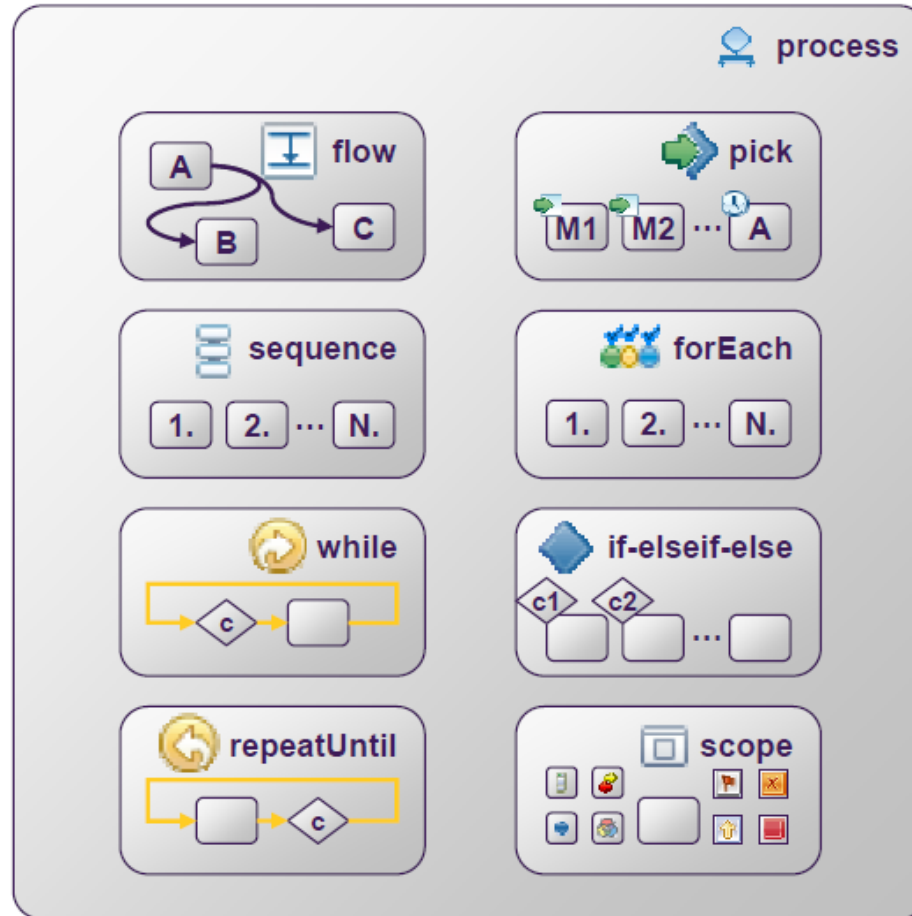 process
flow
A
B
C
pick
M1 M2 ... A
sequence
1. 2. ... N.
forEach
1. 2. ... N.
while
c
if-elseif-else
c1 c2
...
repeatUntil
c
scope